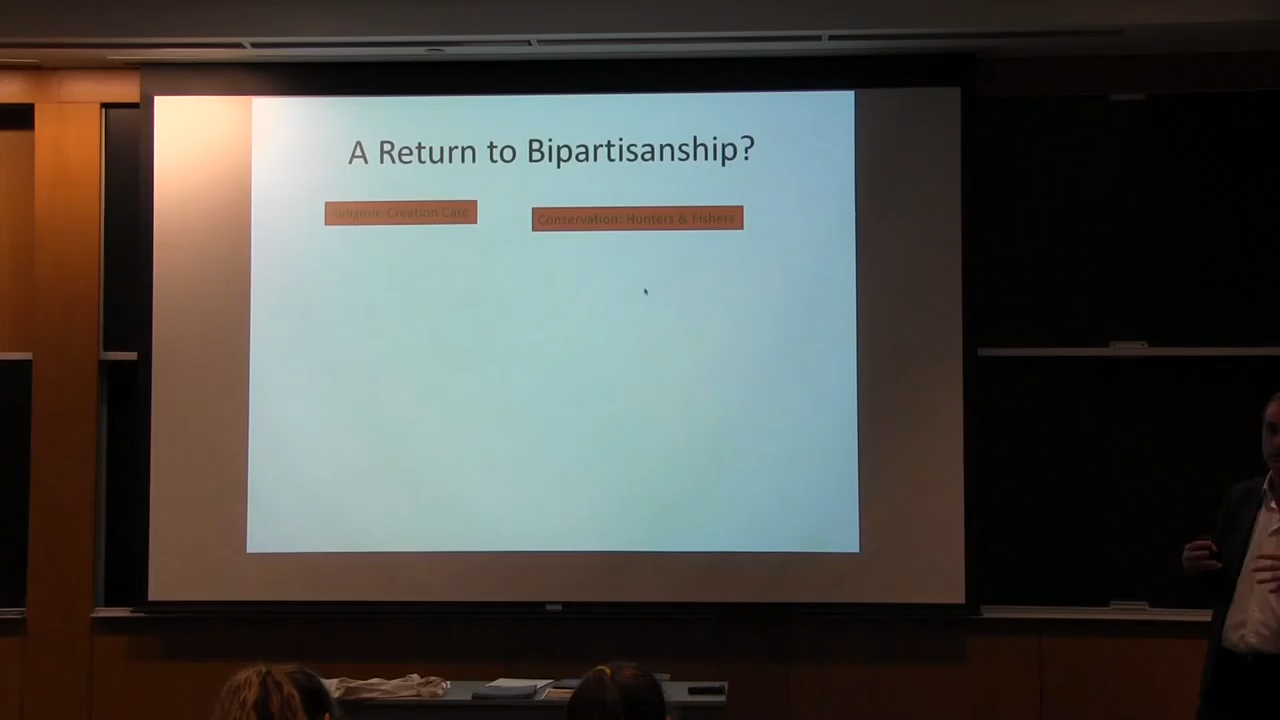 A Return to Bipartisanship?
Religion: Creation Care
Conservation: Hunters & Fishers